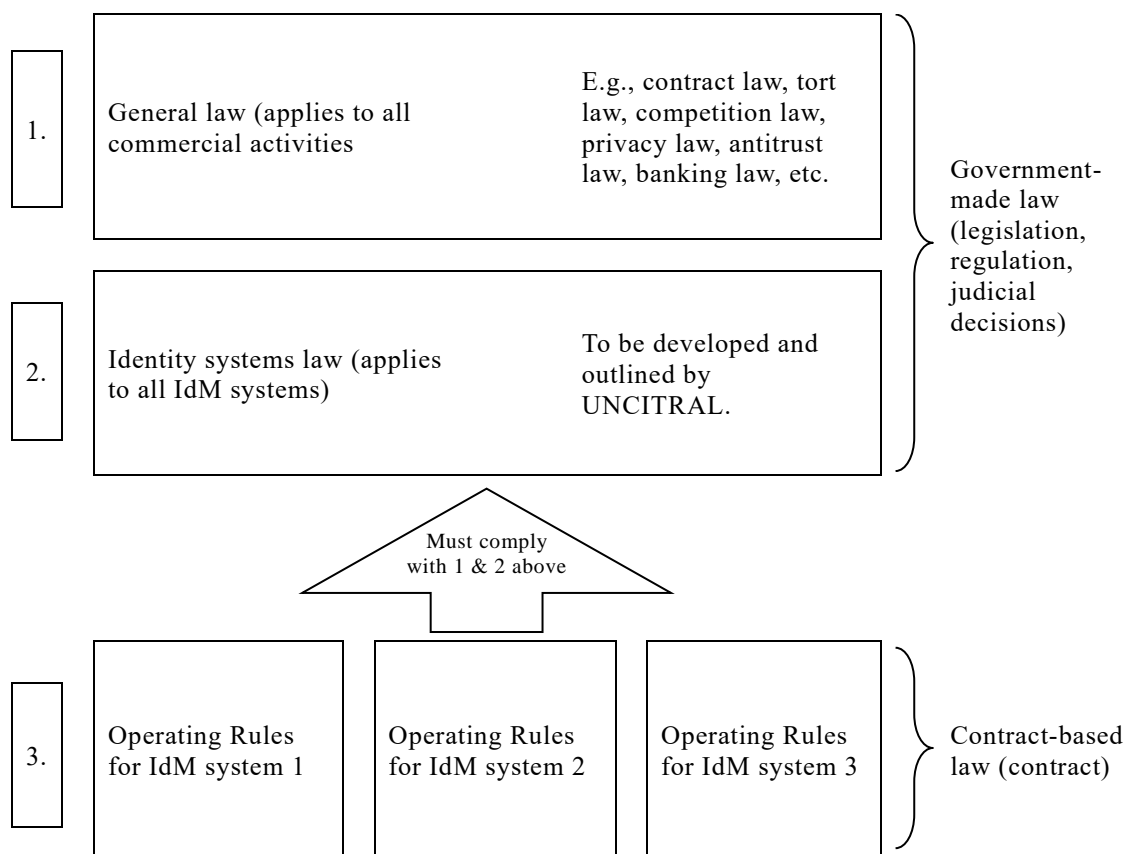 1.
General law (applies to all
commercial activities
E.g., contract law, tort
law, competition law,
privacy law, antitrust
law, banking law, etc.
Government-
made law
(legislation,
regulation,
judicial
decisions)
2.
Identity systems law (applies
to all IdM systems)
To be developed and
outlined by
UNCITRAL.
Must comply
with 1 & 2 above
3.
Operating Rules
for IdM system 1
Operating Rules
for IdM system 2
Operating Rules
for IdM system 3
Contract-based
law (contract)